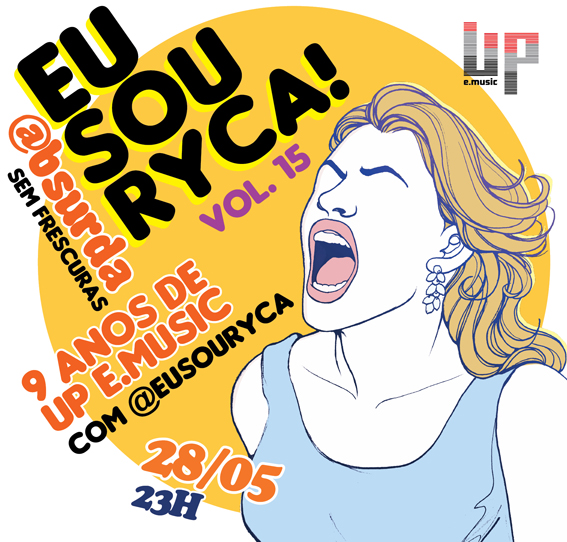 EU
SOU
RYCA!
VOL. 15
@bsurda
SEM FRESCURAS
9 ANOS DE
UP E.MUSIC
COM @EUSOURYCA
28/05
23H
UP
e.music